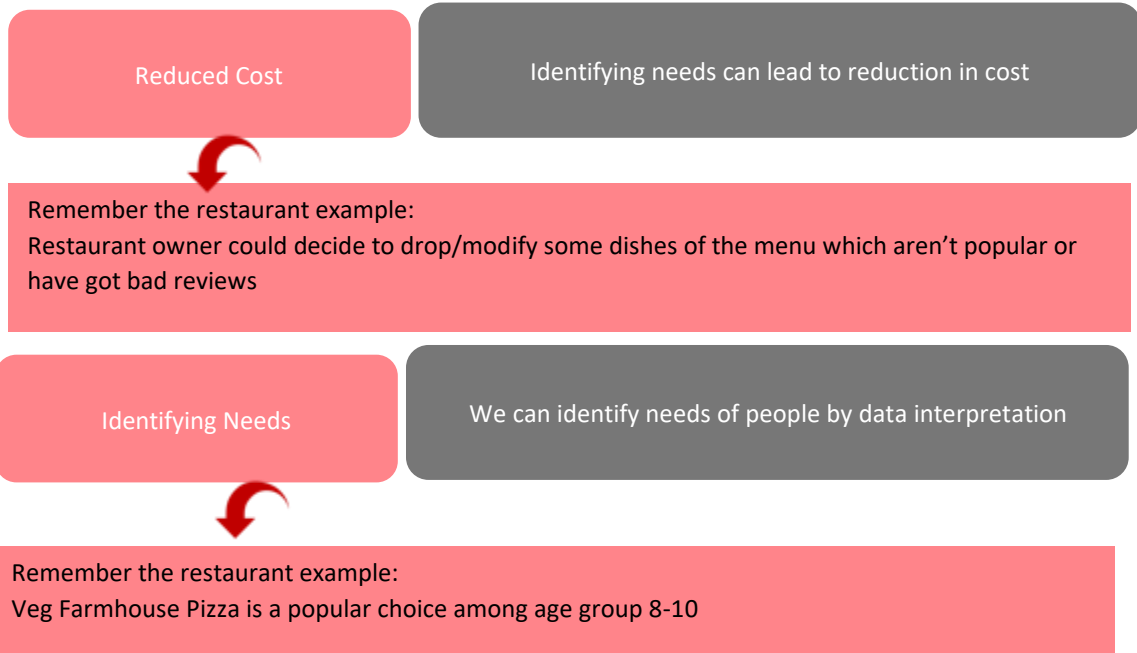 Reduced Cost
Identifying needs can lead to reduction in cost
Remember the restaurant example:
Restaurant owner could decide to drop/modify some dishes of the menu which aren’t popular or
have got bad reviews
Identifying Needs
We can identify needs of people by data interpretation
Remember the restaurant example:
Veg Farmhouse Pizza is a popular choice among age group 8-10